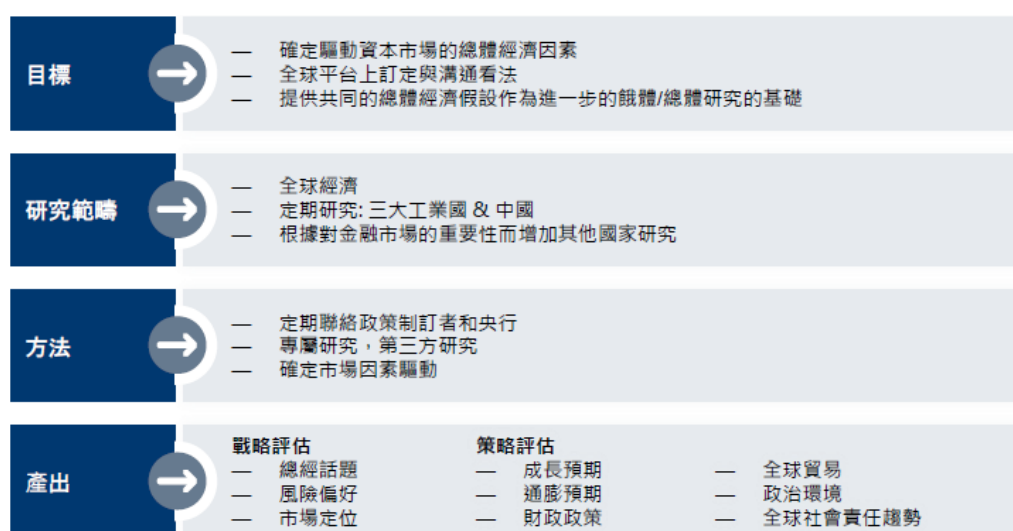 目標
— 確定驅動資本市場的總體經濟因素
— 全球平台上訂定與溝通看法
— 提供共同的總體經濟假設作為進一步的餓體/總體研究的基礎
研究範疇
— 全球經濟
— 定期研究: 三大工業國 & 中國
— 根據對金融市場的重要性而增加其他國家研究
方法
— 定期聯絡政策制訂者和央行
— 專屬研究，第三方研究
— 確定市場因素驅動
產出
戰略評估
— 總經話題
— 風險偏好
— 市場定位
策略評估
— 成長預期
— 通膨預期
— 財政政策
— 全球貿易
— 政治環境
— 全球社會責任趨勢